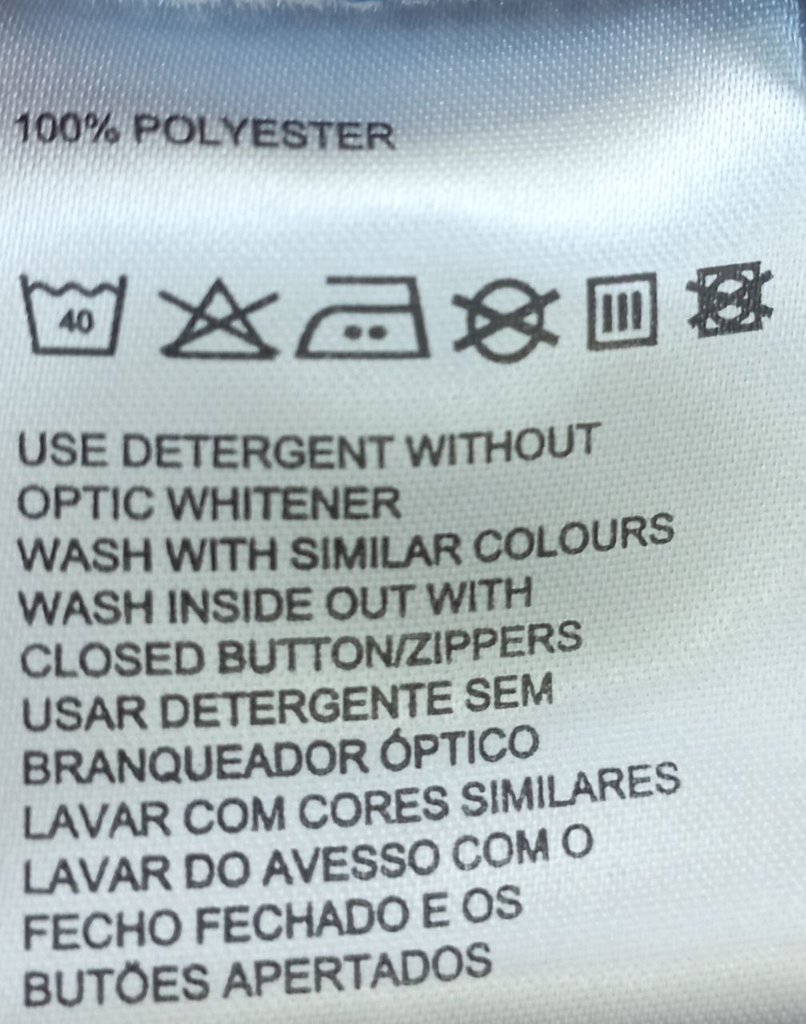 100% POLYESTER
40
USE DETERGENT WITHOUT
OPTIC WHITENER
WASH WITH SIMILAR COLOURS
WASH INSIDE OUT WITH
CLOSED BUTTON/ZIPPERS
USAR DETERGENTE SEM
BRANQUEADOR ÓPTICO
LAVAR COM CORES SIMILARES
LAVAR DO AVESSO COM O
FECHO FECHADO E OS
BUTÕES APERTADOS